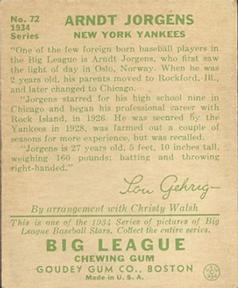 No. 72
1934
Series
ARNDT JORGENS
NEW YORK YANKEES
"One of few foreign born baseball players in
the Big League is Arndt Jorgens, who first
saw the light of day in Oslo, Norway. When he was
2 years old, his parents moved to Rockford, Ill.,
and later changed to Chicago.
"Jorgens starred for his high school nine in
Chicago and began his professional career with
Rock Island, in 1926. He was secured by the
Yankees in 1928, was farmed out a couple of
seasons for more experience, but was recalled.
"Jorgens is 27 years old, 5 feet, 10 inches tall,
weighing 160 pounds; batting and throwing
right-handed."
Lou Gehrig-
By arrangement with Christy Walsh
This is one of the 1934 Series of pictures of Big
League Baseball Stars. Collect the entire series.
BIG LEAGUE
CHEWING GUM
GOUDEY GUM CO., BOSTON
Made in U. S. A.